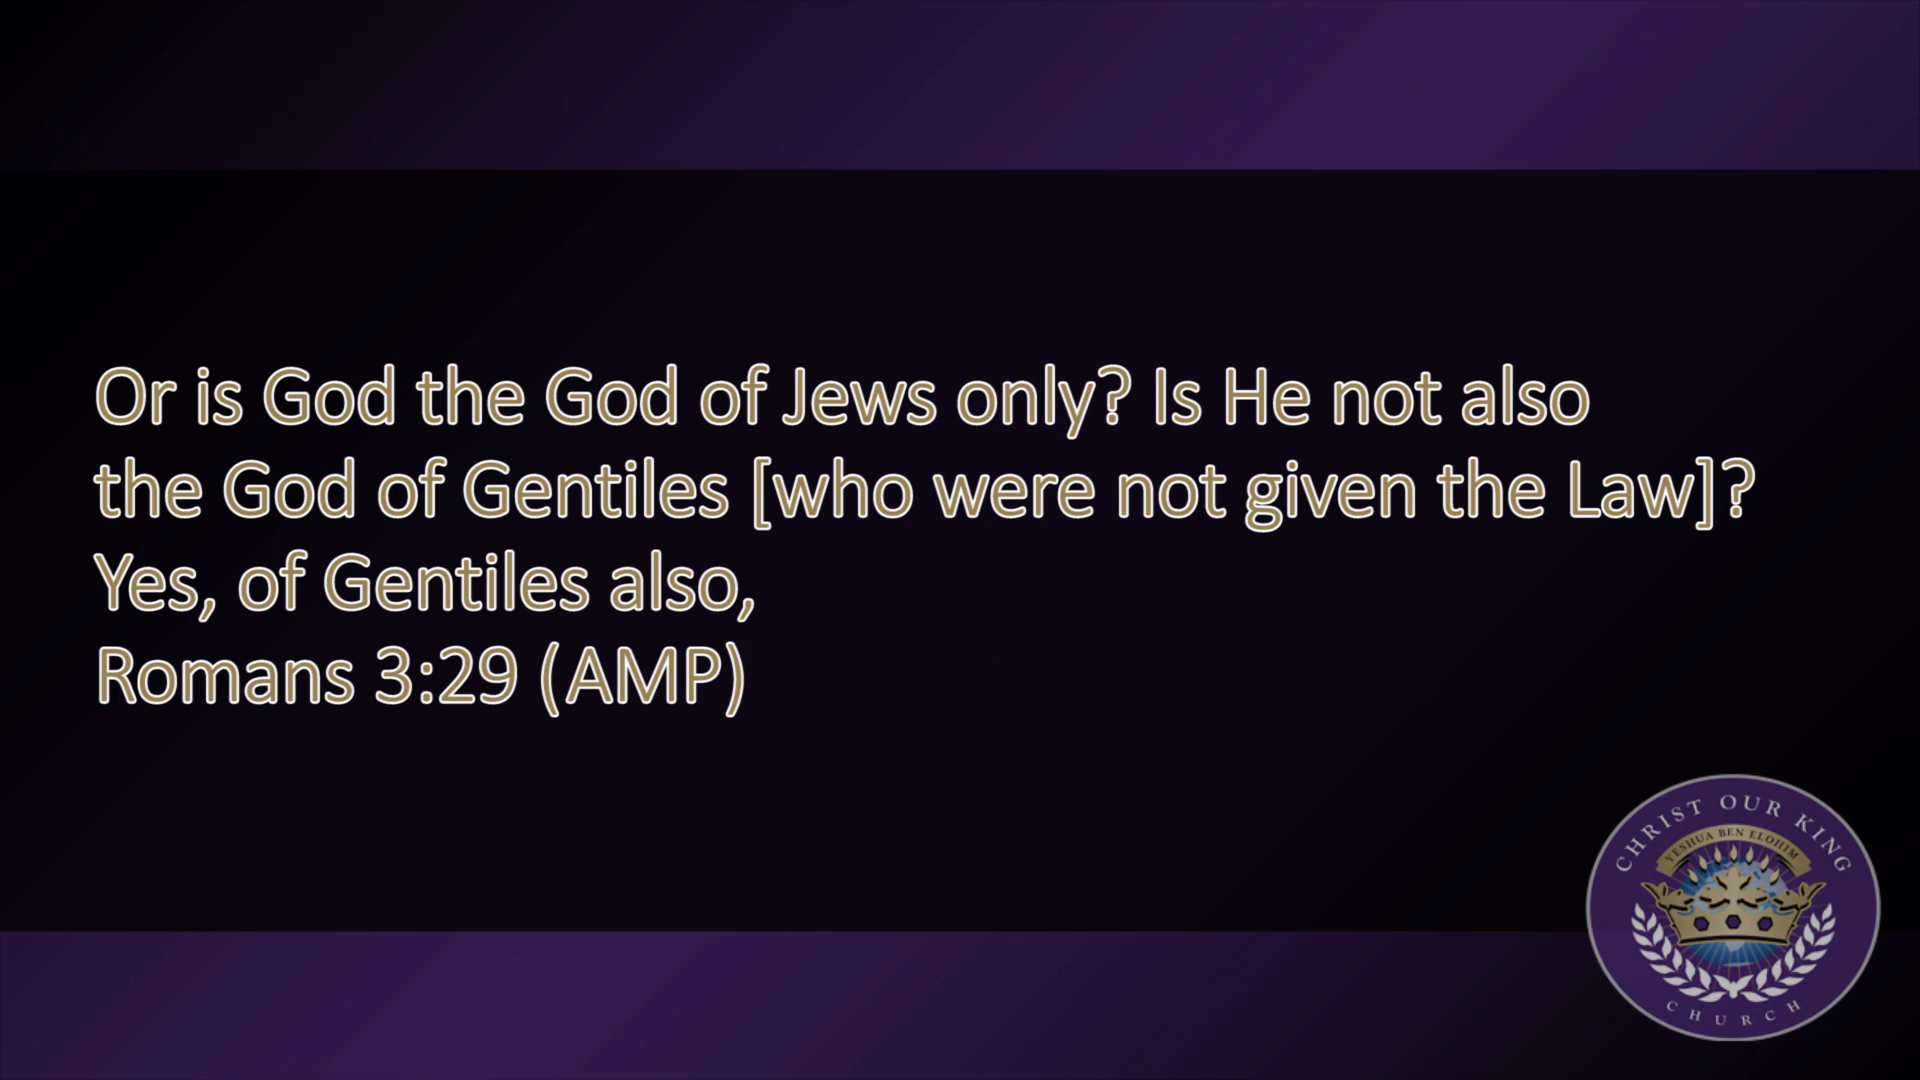 Or is God the God of Jews only? Is He not also
the God of Gentiles [who were not given the Law]?
Yes, of Gentiles also,
Romans 3:29 (AMP)
CHRIST OUR KING
YESHUA BEN ELOHIM
CHURCH